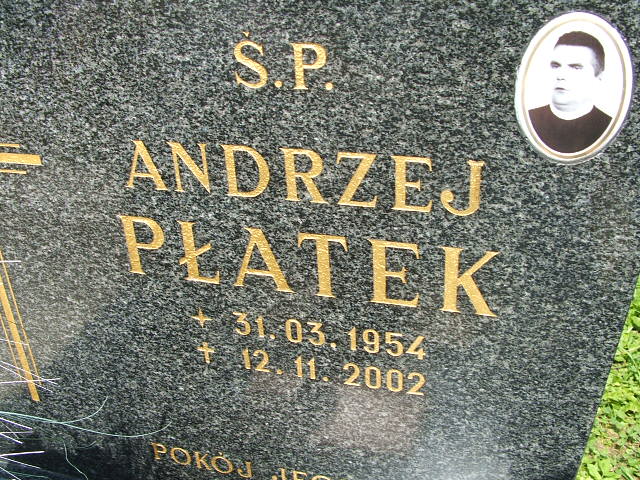 Ś.P.
ANDRZEJ
PŁATEK
+ 31.03.1954
† 12.11.2002
POKÓJ